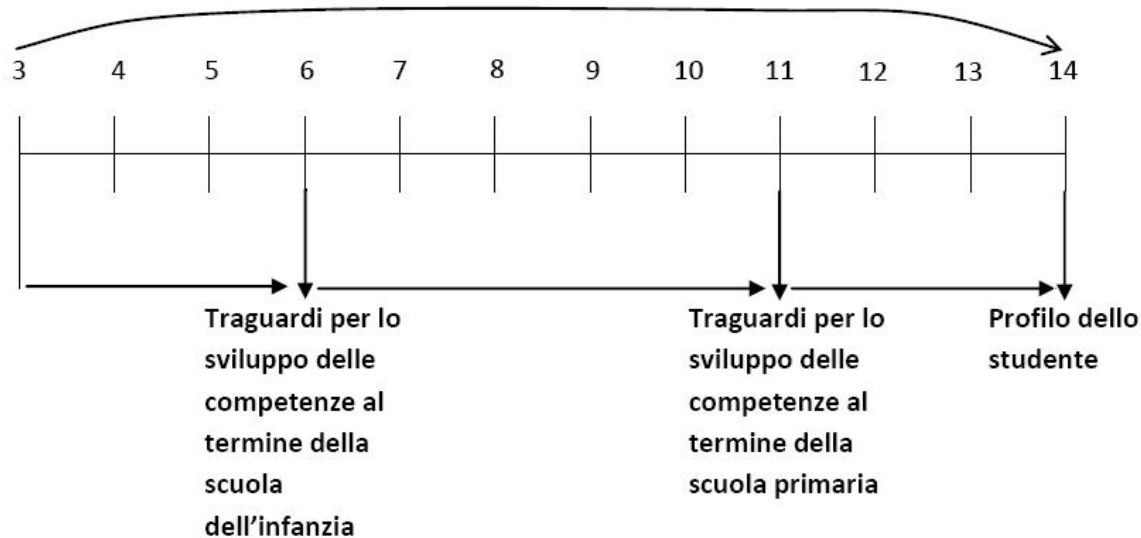 3 4 5 6 7 8 9 10 11 12 13 14
Traguardi per lo
sviluppo delle
competenze al
termine della
scuola
dell’infanzia
Traguardi per lo
sviluppo delle
competenze al
termine della
scuola primaria
Profilo dello
studente